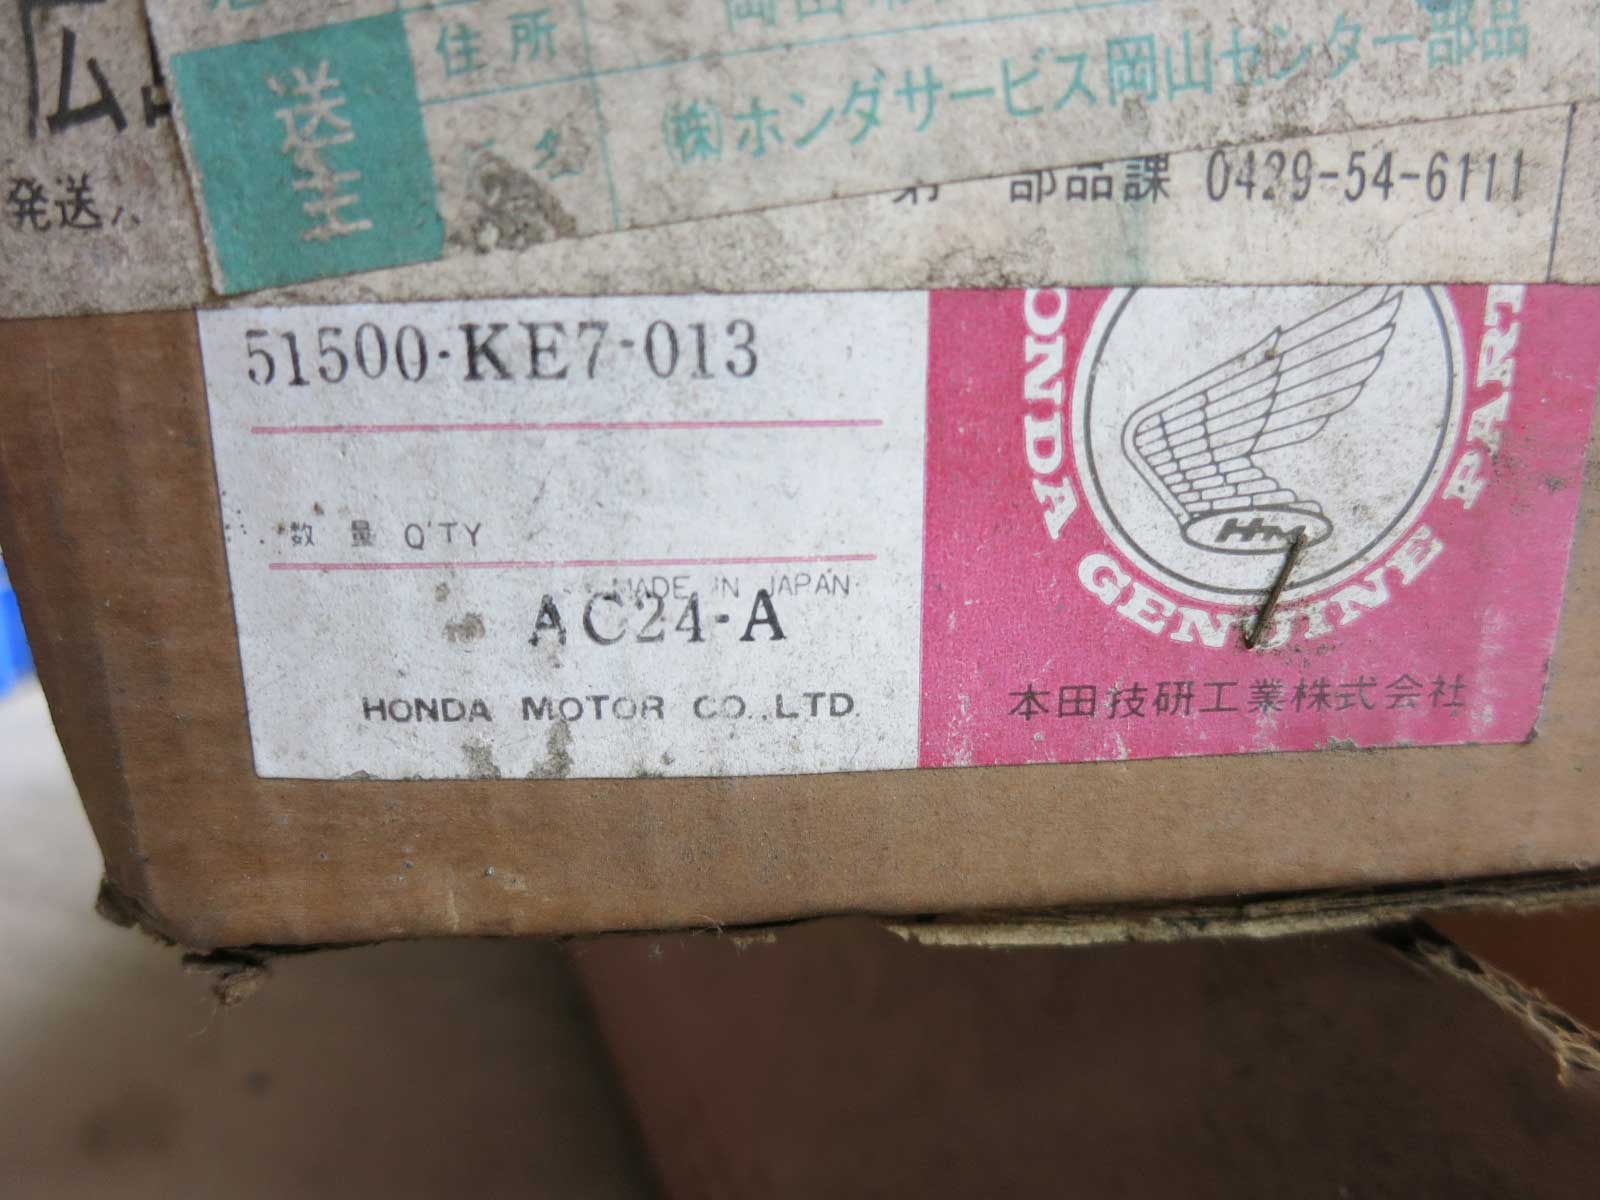 住所
送
㈱ホンダサービス岡山センター部品
発送
部品課 0429-54-6111
51500-KE7-013
数量 Q'TY
MADE IN JAPAN
AC24-A
HONDA MOTOR CO.,LTD.
HONDA GENUINE PART
HM
本田技研工業株式会社